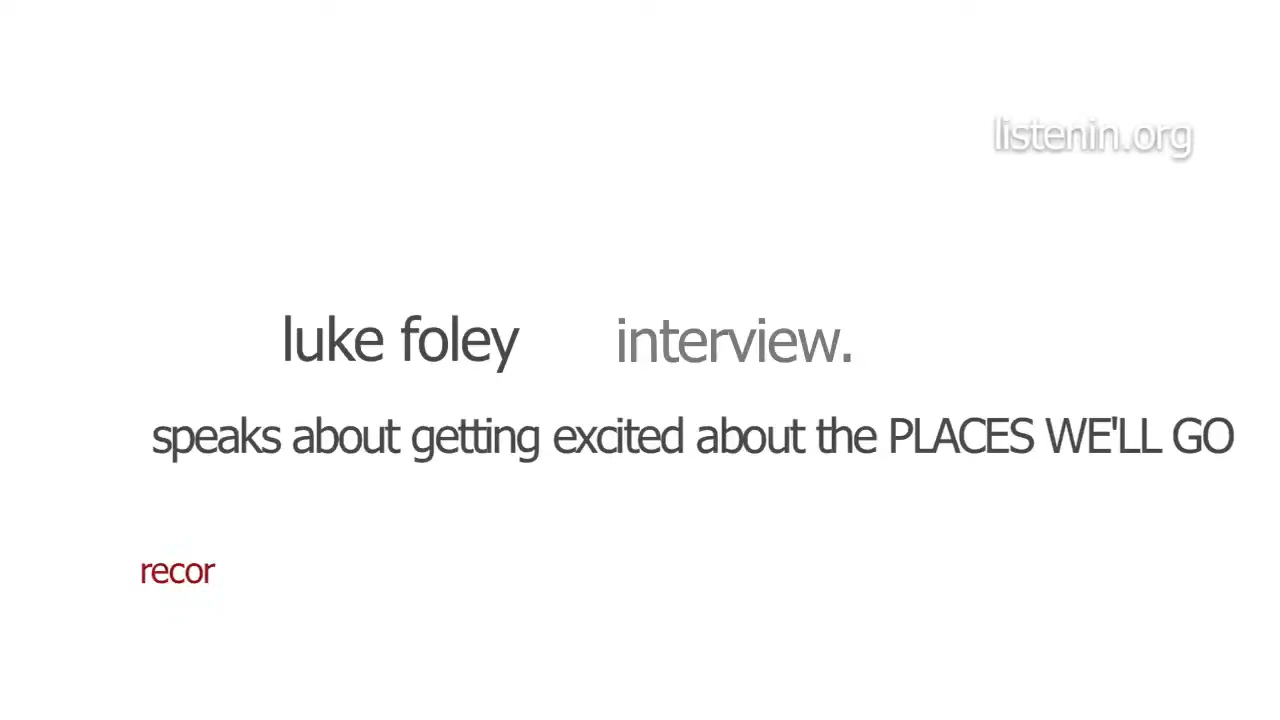 listenin.org
luke foley interview.
speaks about getting excited about the PLACES WE'LL GO
recor